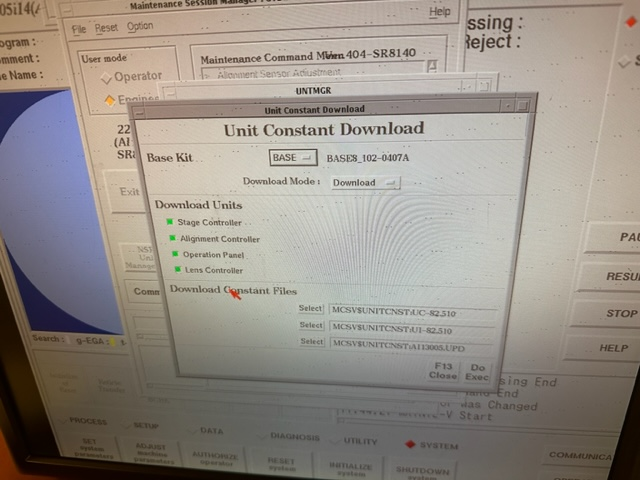 Maintenance Session Manager
File Reset Option
Help
User mode
Operator
Maintenance Command Menu
Ver. 404-SR8140
Alignment Sensor Adjustment
ssing :
Reject :
ogram :
mment :
e Name :
UNTMGR
Unit Constant Download
Unit Constant Download
Base Kit
BASE
BASE8_102-0407A
Download Mode :
Download
Download Units
Stage Controller
Alignment Controller
Operation Panel
Lens Controller
Download Constant Files
Select MCSV$UNITCNST:UC-82.510
Select MCSV$UNITCNST:UI-82.510
Select MCSV$UNITCNST:AI13005.UPD
F13 Close
Do Exec
Exit
Comm
Search : g-EGA :
PAU
RESU
STOP
HELP
sing End
End
Was Changed
-V Start
PROCESS
SETUP
DATA
DIAGNOSIS
UTILITY
SYSTEM
SET system parameters
ADJUST machine parameters
AUTHORIZE operator
RESET system
INITIALIZE system
SHUTDOWN system
COMMUNICA